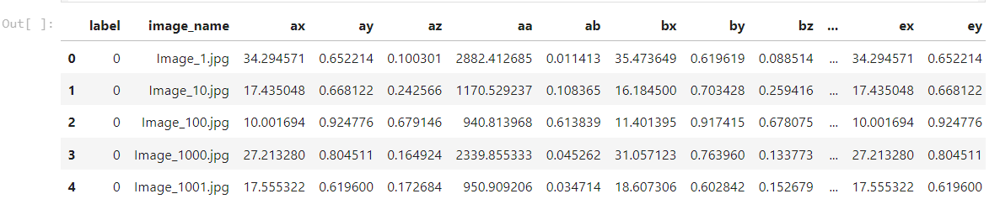 Out[ ]:
label image_name ax ay az aa ab bx by bz ... ex ey
0 0 Image_1.jpg 34.294571 0.652214 0.100301 2882.412685 0.011413 35.473649 0.619619 0.088514 ... 34.294571 0.652214
1 0 Image_10.jpg 17.435048 0.668122 0.242566 1170.529237 0.108365 16.184500 0.703428 0.259416 ... 17.435048 0.668122
2 0 Image_100.jpg 10.001694 0.924776 0.679146 940.813968 0.613839 11.401395 0.917415 0.678075 ... 10.001694 0.924776
3 0 Image_1000.jpg 27.213280 0.804511 0.164924 2339.855333 0.045262 31.057123 0.763960 0.133773 ... 27.213280 0.804511
4 0 Image_1001.jpg 17.555322 0.619600 0.172684 950.909206 0.034714 18.607306 0.602842 0.152679 ... 17.555322 0.619600